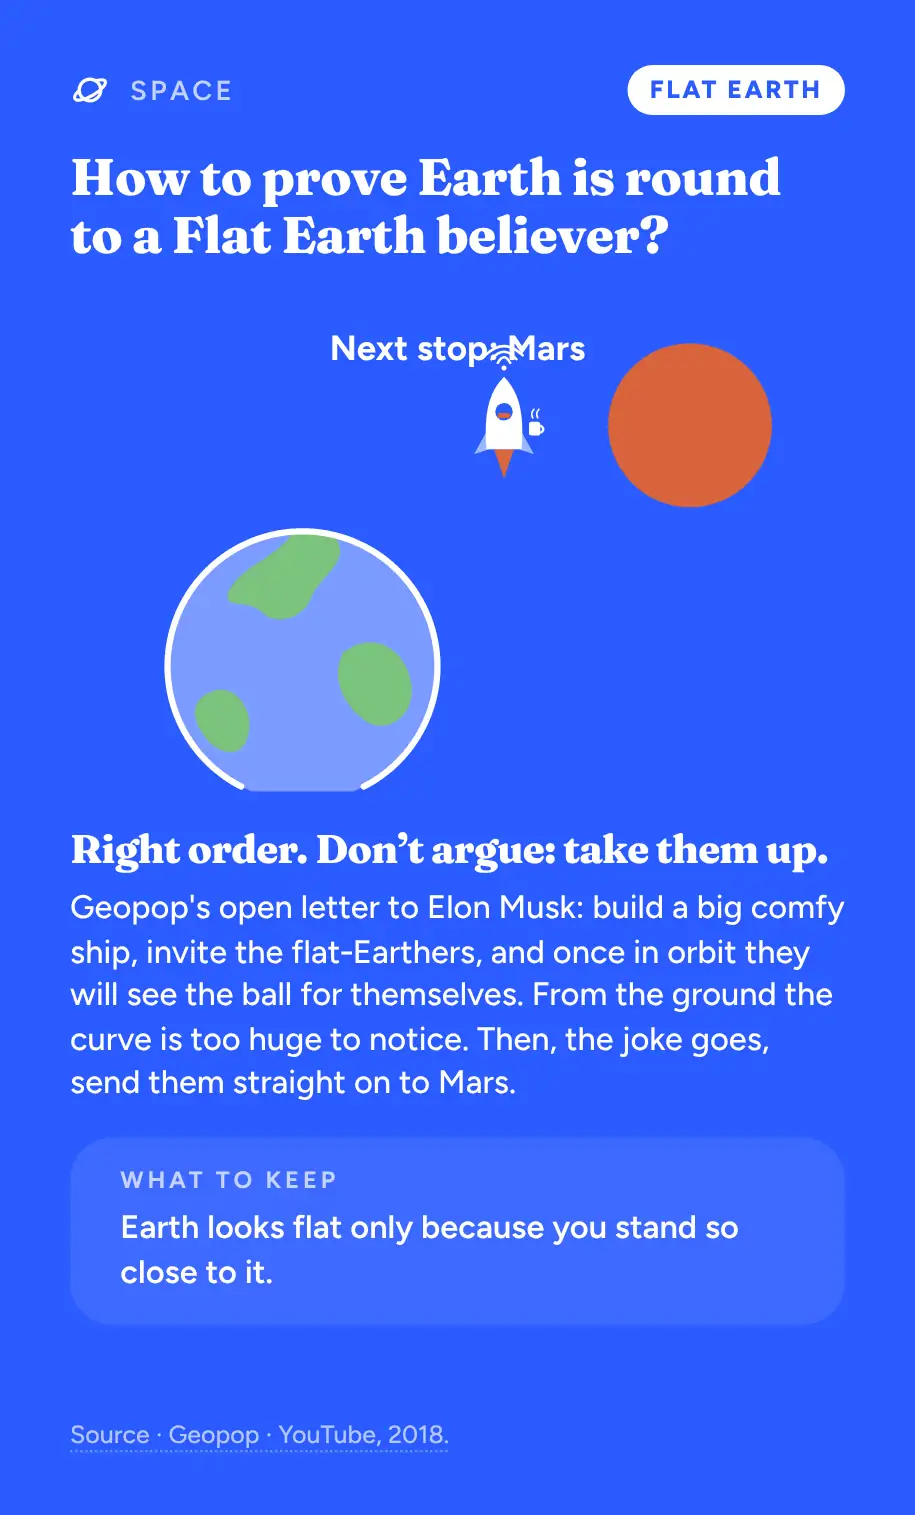 SPACE
FLAT EARTH
How to prove Earth is round
to a Flat Earth believer?
Next stop: Mars
Right order. Don’t argue: take them up.
Geopop's open letter to Elon Musk: build a big comfy
ship, invite the flat-Earthers, and once in orbit they
will see the ball for themselves. From the ground the
curve is too huge to notice. Then, the joke goes,
send them straight on to Mars.
WHAT TO KEEP
Earth looks flat only because you stand so
close to it.
Source · Geopop · YouTube, 2018.